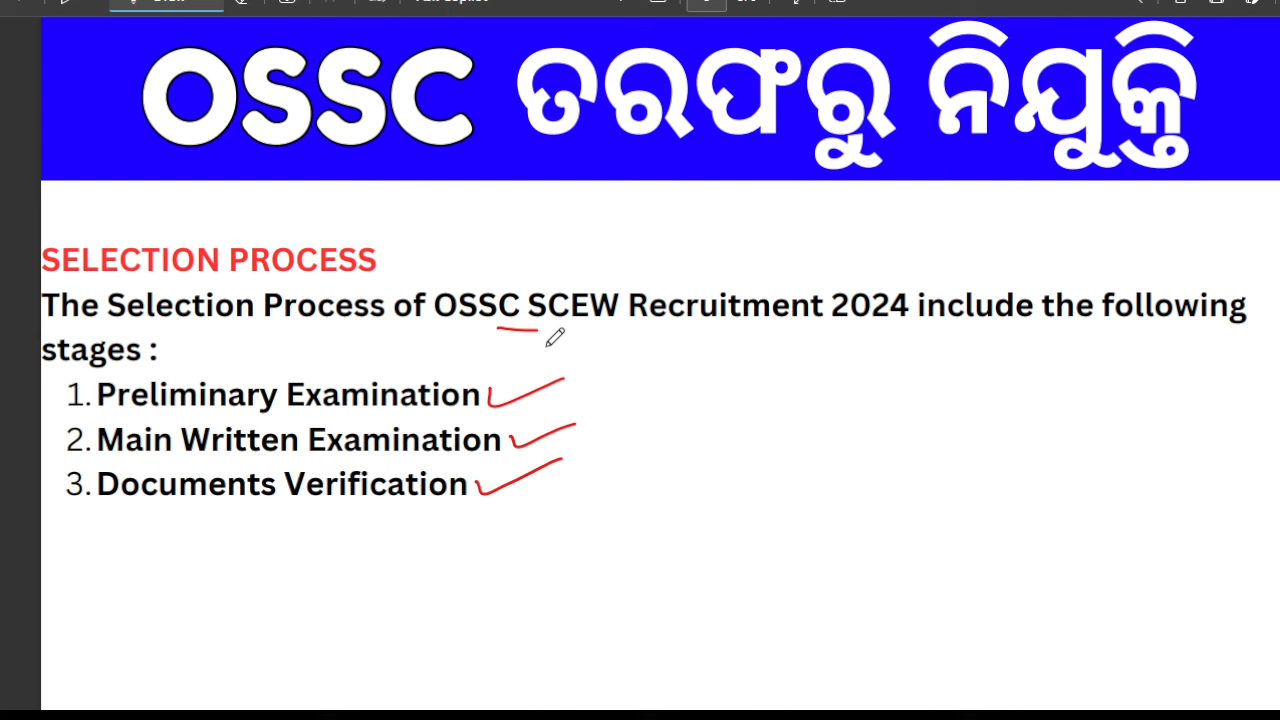 OSSC ତରଫରୁ ନିଯୁକ୍ତି
SELECTION PROCESS
The Selection Process of OSSC SCEW Recruitment 2024 include the following
stages :
1. Preliminary Examination
2. Main Written Examination
3. Documents Verification